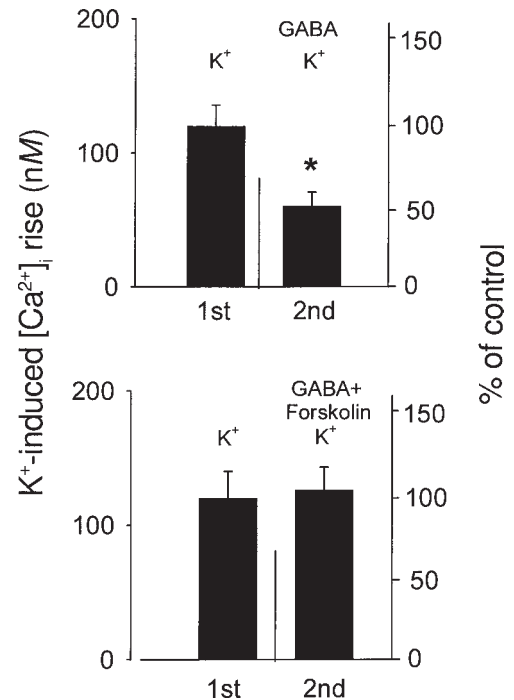 200
100
0
GABA
K⁺ K⁺
*
150
100
50
0
1st 2nd
K⁺-induced [Ca²⁺]ᵢ rise (nM)
% of control
200
100
0
GABA+
Forskolin
K⁺ K⁺
150
100
50
0
1st 2nd